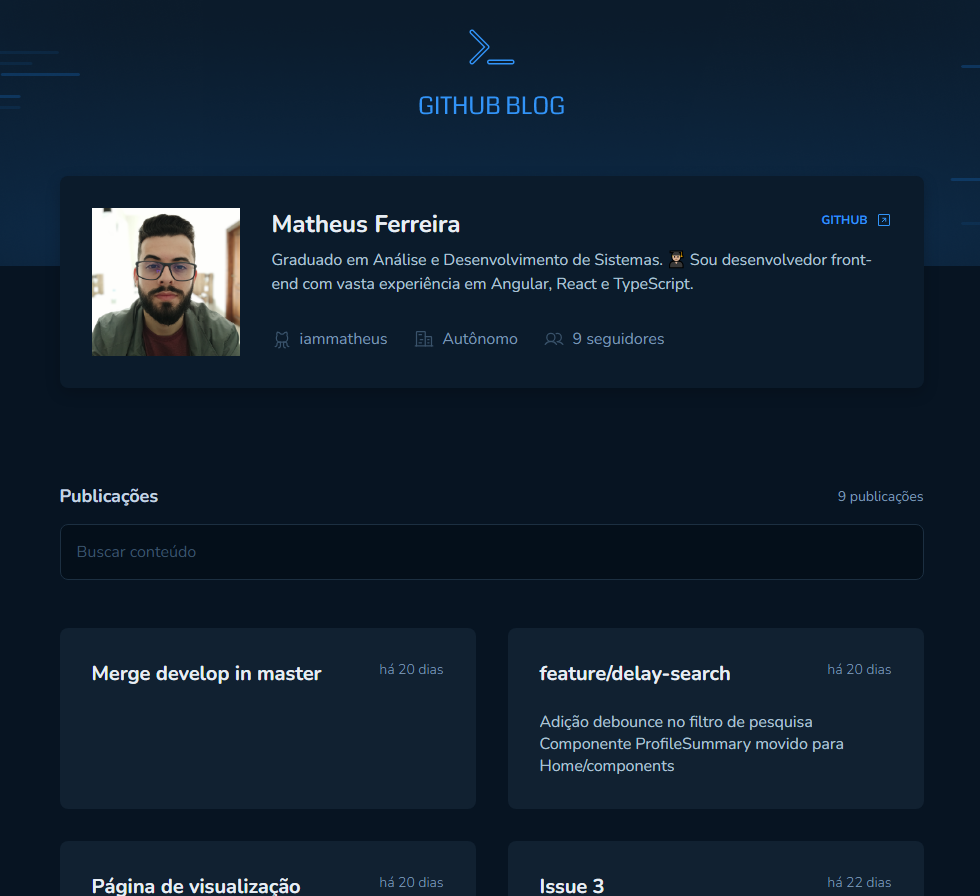 GITHUB BLOG
Matheus Ferreira
GITHUB
Graduado em Análise e Desenvolvimento de Sistemas. 👨🏽‍🎓 Sou desenvolvedor front-
end com vasta experiência em Angular, React e TypeScript.
iammatheus Autônomo 9 seguidores
Publicações
9 publicações
Buscar conteúdo
Merge develop in master
há 20 dias
feature/delay-search
há 20 dias
Adição debounce no filtro de pesquisa
Componente ProfileSummary movido para
Home/components
Página de visualização
há 20 dias
Issue 3
há 22 dias